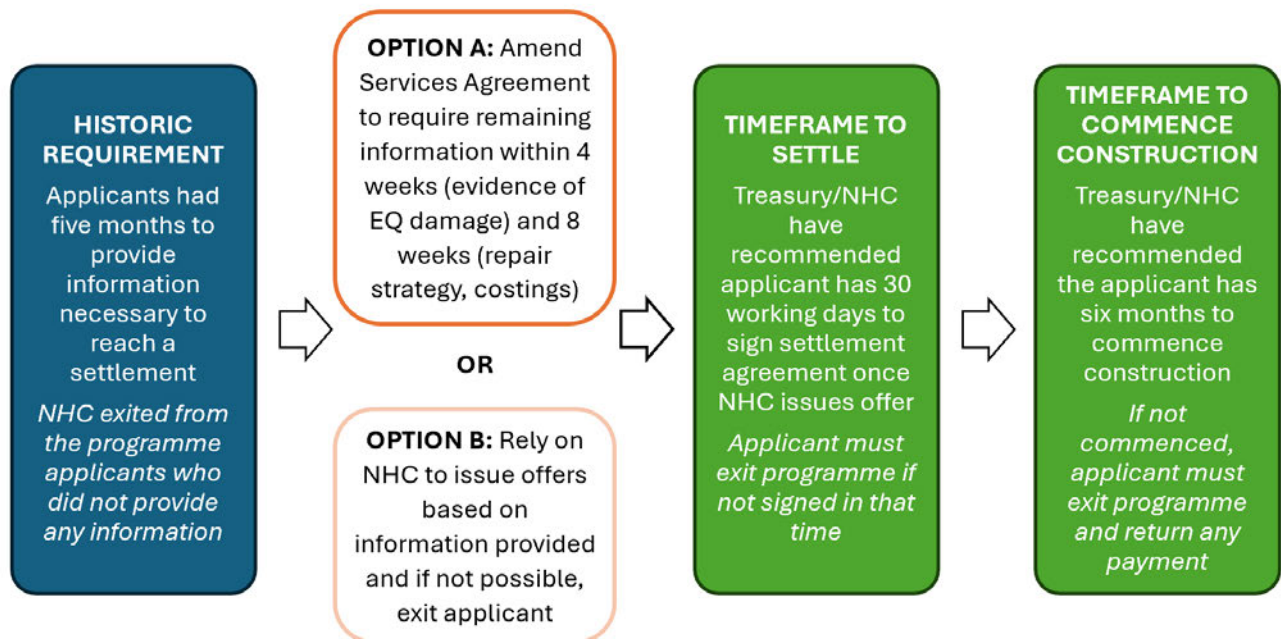 HISTORIC
REQUIREMENT
Applicants had
five months to
provide
information
necessary to
reach a
settlement
NHC exited from
the programme
applicants who
did not provide
any information
OPTION A: Amend
Services Agreement
to require remaining
information within 4
weeks (evidence of
EQ damage) and 8
weeks (repair
strategy, costings)
OR
OPTION B: Rely on
NHC to issue offers
based on
information provided
and if not possible,
exit applicant
TIMEFRAME TO
SETTLE
Treasury/NHC
have
recommended
applicant has 30
working days to
sign settlement
agreement once
NHC issues offer
Applicant must
exit programme if
not signed in that
time
TIMEFRAME TO
COMMENCE
CONSTRUCTION
Treasury/NHC
have
recommended
the applicant has
six months to
commence
construction
If not
commenced,
applicant must
exit programme
and return any
payment